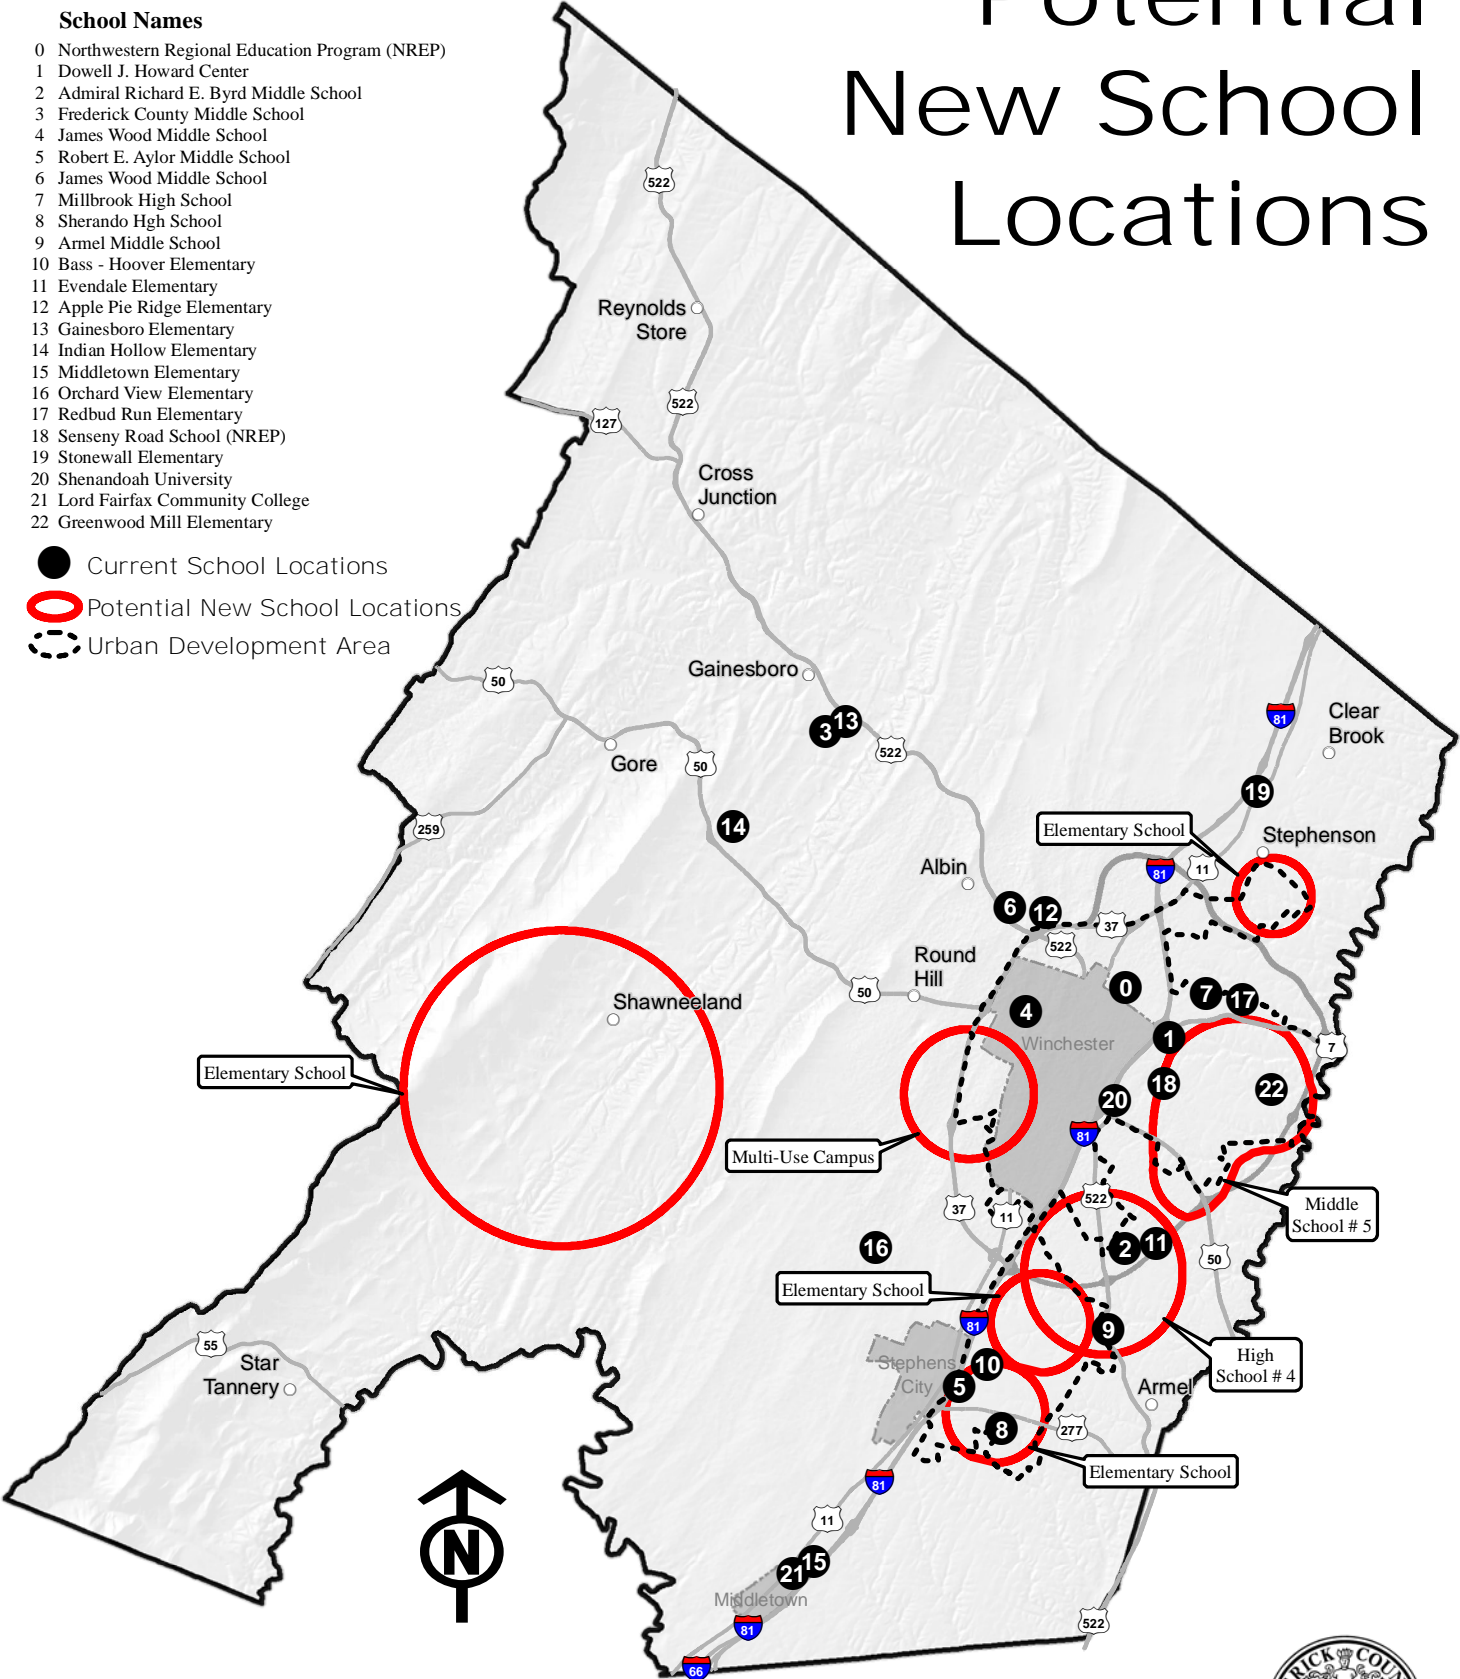 Potential
New School
Locations
School Names
0 Northwestern Regional Education Program (NREP)
1 Dowell J. Howard Center
2 Admiral Richard E. Byrd Middle School
3 Frederick County Middle School
4 James Wood Middle School
5 Robert E. Aylor Middle School
6 James Wood Middle School
7 Millbrook High School
8 Sherando Hgh School
9 Armel Middle School
10 Bass - Hoover Elementary
11 Evendale Elementary
12 Apple Pie Ridge Elementary
13 Gainesboro Elementary
14 Indian Hollow Elementary
15 Middletown Elementary
16 Orchard View Elementary
17 Redbud Run Elementary
18 Senseny Road School (NREP)
19 Stonewall Elementary
20 Shenandoah University
21 Lord Fairfax Community College
22 Greenwood Mill Elementary
Current School Locations
Potential New School Locations
Urban Development Area
522
Reynolds
Store
522
127
Cross
Junction
50
Gainesboro
3 13
522
81
Clear
Brook
Gore
50
19
259
14
Elementary School
Stephenson
Albin
81
11
6
12
37
522
Round
Hill
50
0
7
17
Shawneeland
4
Winchester
1
7
Elementary School
18
22
20
81
Multi-Use Campus
37
11
522
Middle
School # 5
16
2
11
50
Elementary School
81
9
High
School # 4
55
Star
Tannery
Stephens
City
10
5
Armel
8
277
Elementary School
81
11
N
15
21
Middletown
81
522
66
RICK COUN